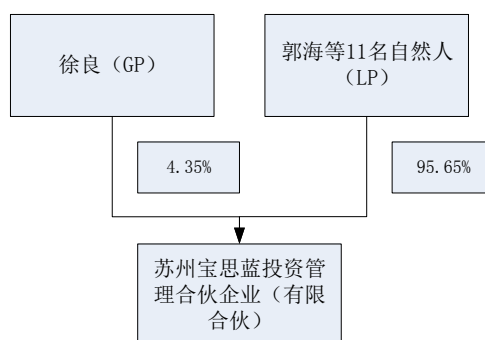 徐良（GP）
郭海等11名自然人
（LP）
4.35%
95.65%
苏州宝思蓝投资管
理合伙企业（有限
合伙）